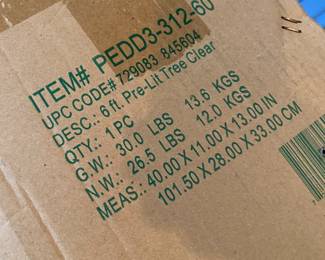 ITEM# PEDD3-312-60
UPC CODE# 729083 845604
DESC.: 6 ft. Pre-Lit Tree Clear
QTY.: 1 PC
G.W.: 30.0 LBS 13.6 KGS
N.W.: 26.5 LBS 12.0 KGS
MEAS.: 40.00 X 11.00 X 13.00 IN
101.50 X 28.00 X 33.00 CM